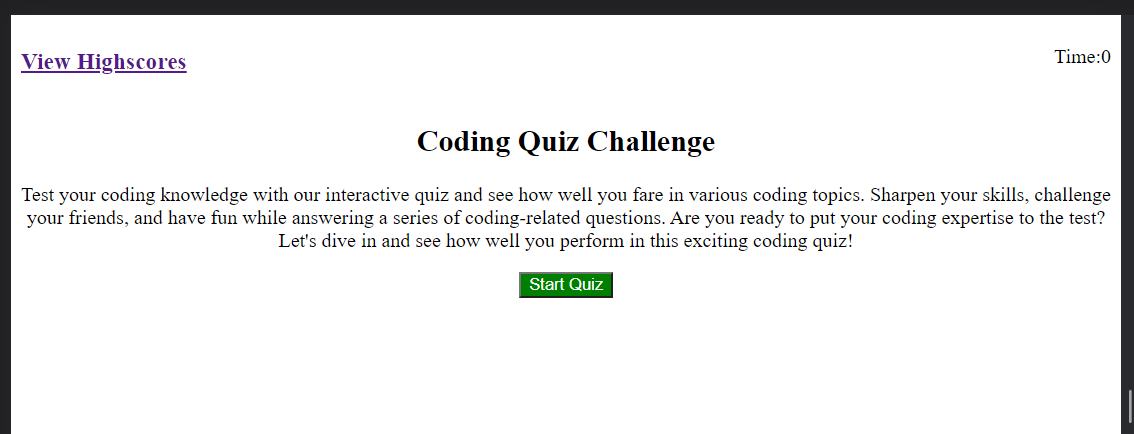 View Highscores
Time:0
Coding Quiz Challenge
Test your coding knowledge with our interactive quiz and see how well you fare in various coding topics. Sharpen your skills, challenge
your friends, and have fun while answering a series of coding-related questions. Are you ready to put your coding expertise to the test?
Let's dive in and see how well you perform in this exciting coding quiz!
Start Quiz